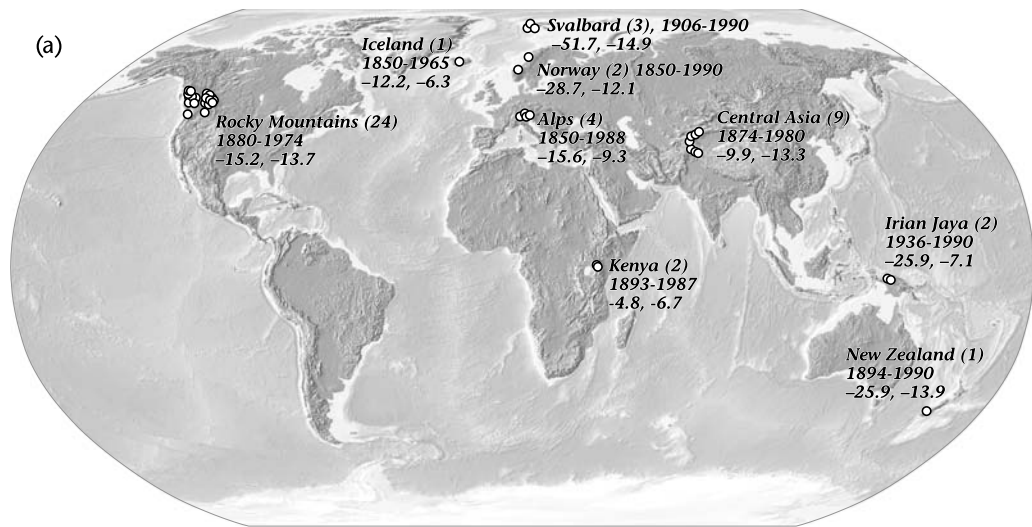 (a)
Svalbard (3), 1906-1990
–51.7, –14.9
Iceland (1)
1850-1965
–12.2, –6.3
Norway (2) 1850-1990
–28.7, –12.1
Rocky Mountains (24)
1880-1974
–15.2, –13.7
Alps (4)
1850-1988
–15.6, –9.3
Central Asia (9)
1874-1980
–9.9, –13.3
Irian Jaya (2)
1936-1990
–25.9, –7.1
Kenya (2)
1893-1987
-4.8, -6.7
New Zealand (1)
1894-1990
–25.9, –13.9